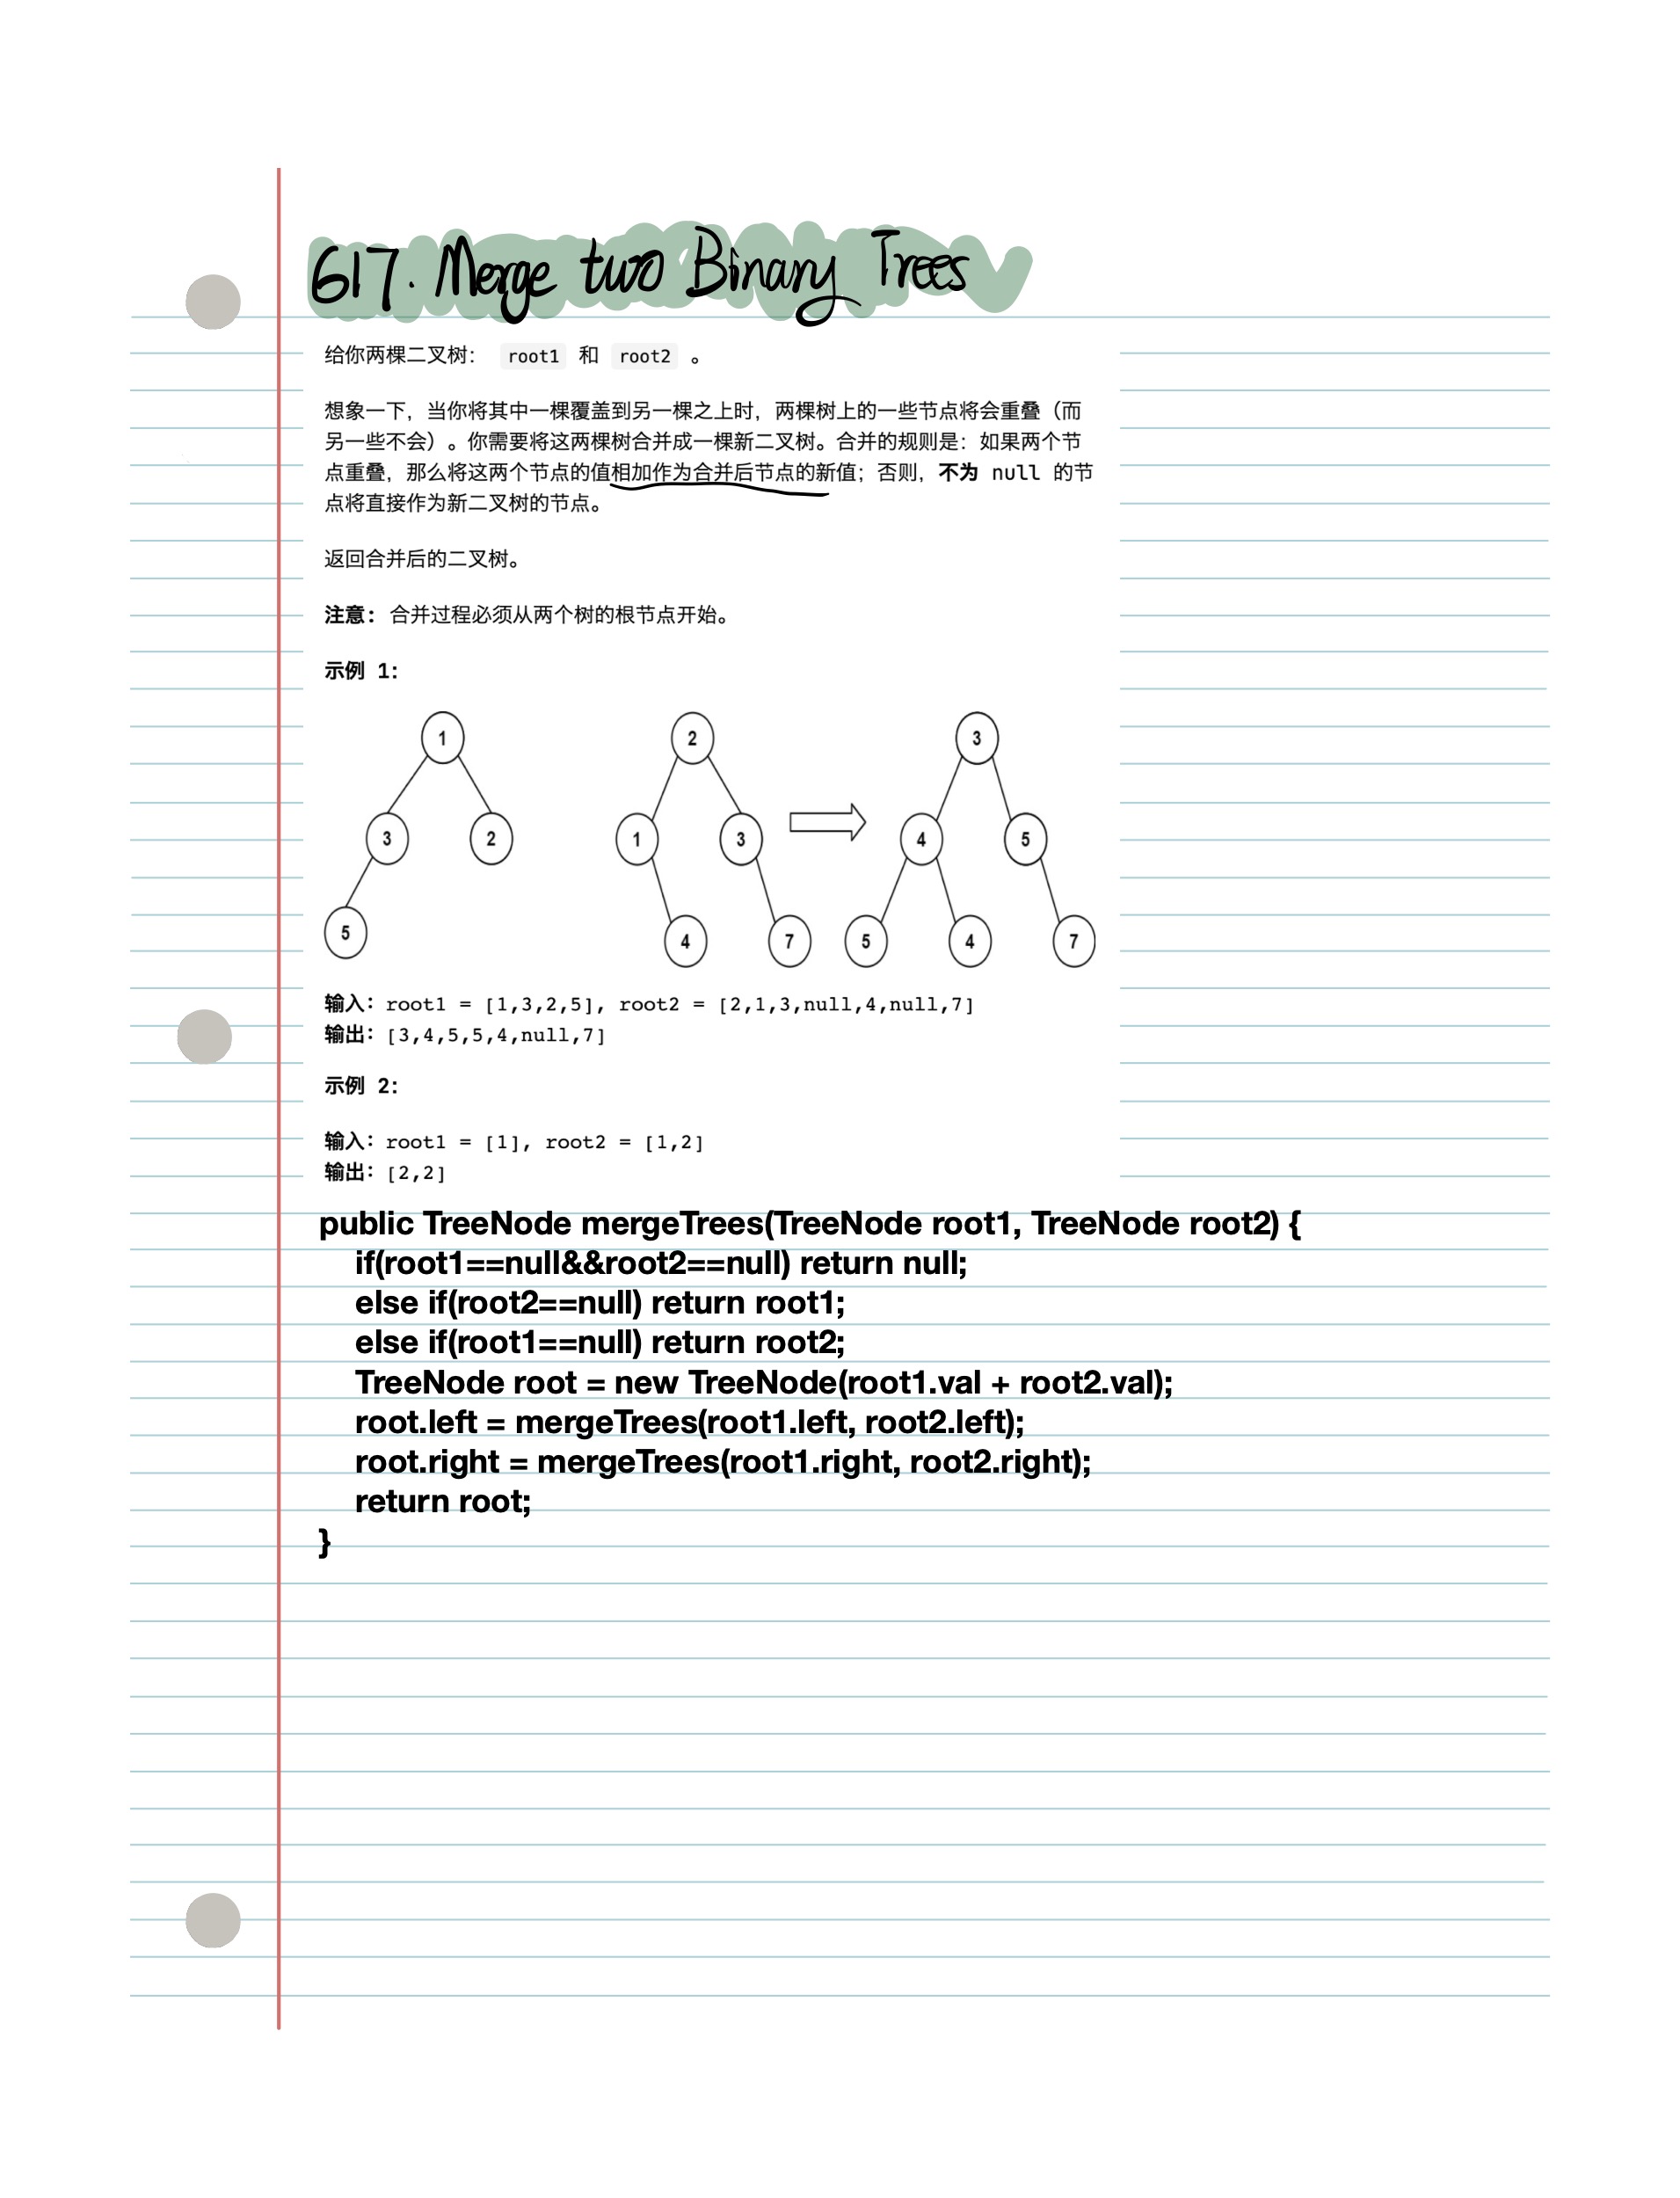 617. Merge two Binary Trees
给你两棵二叉树： root1 和 root2 。
想象一下，当你将其中一棵覆盖到另一棵之上时，两棵树上的一些节点将会重叠（而
另一些不会）。你需要将这两棵树合并成一棵新二叉树。合并的规则是：如果两个节
点重叠，那么将这两个节点的值相加作为合并后节点的新值；否则，不为 null 的节
点将直接作为新二叉树的节点。
返回合并后的二叉树。
注意：合并过程必须从两个树的根节点开始。
示例 1：
1 2 3
3 2 1 3 4 5
5 4 7 5 4 7
输入：root1 = [1,3,2,5], root2 = [2,1,3,null,4,null,7]
输出：[3,4,5,5,4,null,7]
示例 2：
输入：root1 = [1], root2 = [1,2]
输出：[2,2]
public TreeNode mergeTrees(TreeNode root1, TreeNode root2) {
if(root1==null&&root2==null) return null;
else if(root2==null) return root1;
else if(root1==null) return root2;
TreeNode root = new TreeNode(root1.val + root2.val);
root.left = mergeTrees(root1.left, root2.left);
root.right = mergeTrees(root1.right, root2.right);
return root;
}